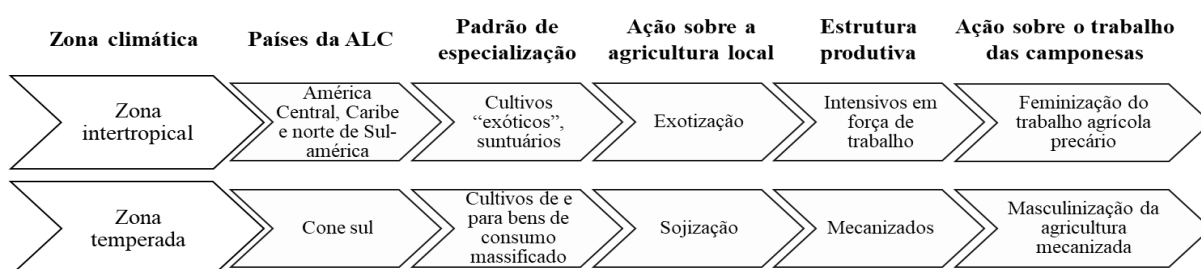 Zona climática
Países da ALC
Padrão de
especialização
Ação sobre a
agricultura local
Estrutura
produtiva
Ação sobre o trabalho
das camponesas
Zona
intertropical
América
Central, Caribe
e norte de Sul-
américa
Cultivos
“exóticos”,
suntuários
Exotização
Intensivos em
força de
trabalho
Feminização do
trabalho agrícola
precário
Zona
temperada
Cone sul
Cultivos de e
para bens de
consumo
massificado
Sojização
Mecanizados
Masculinização da
agricultura
mecanizada